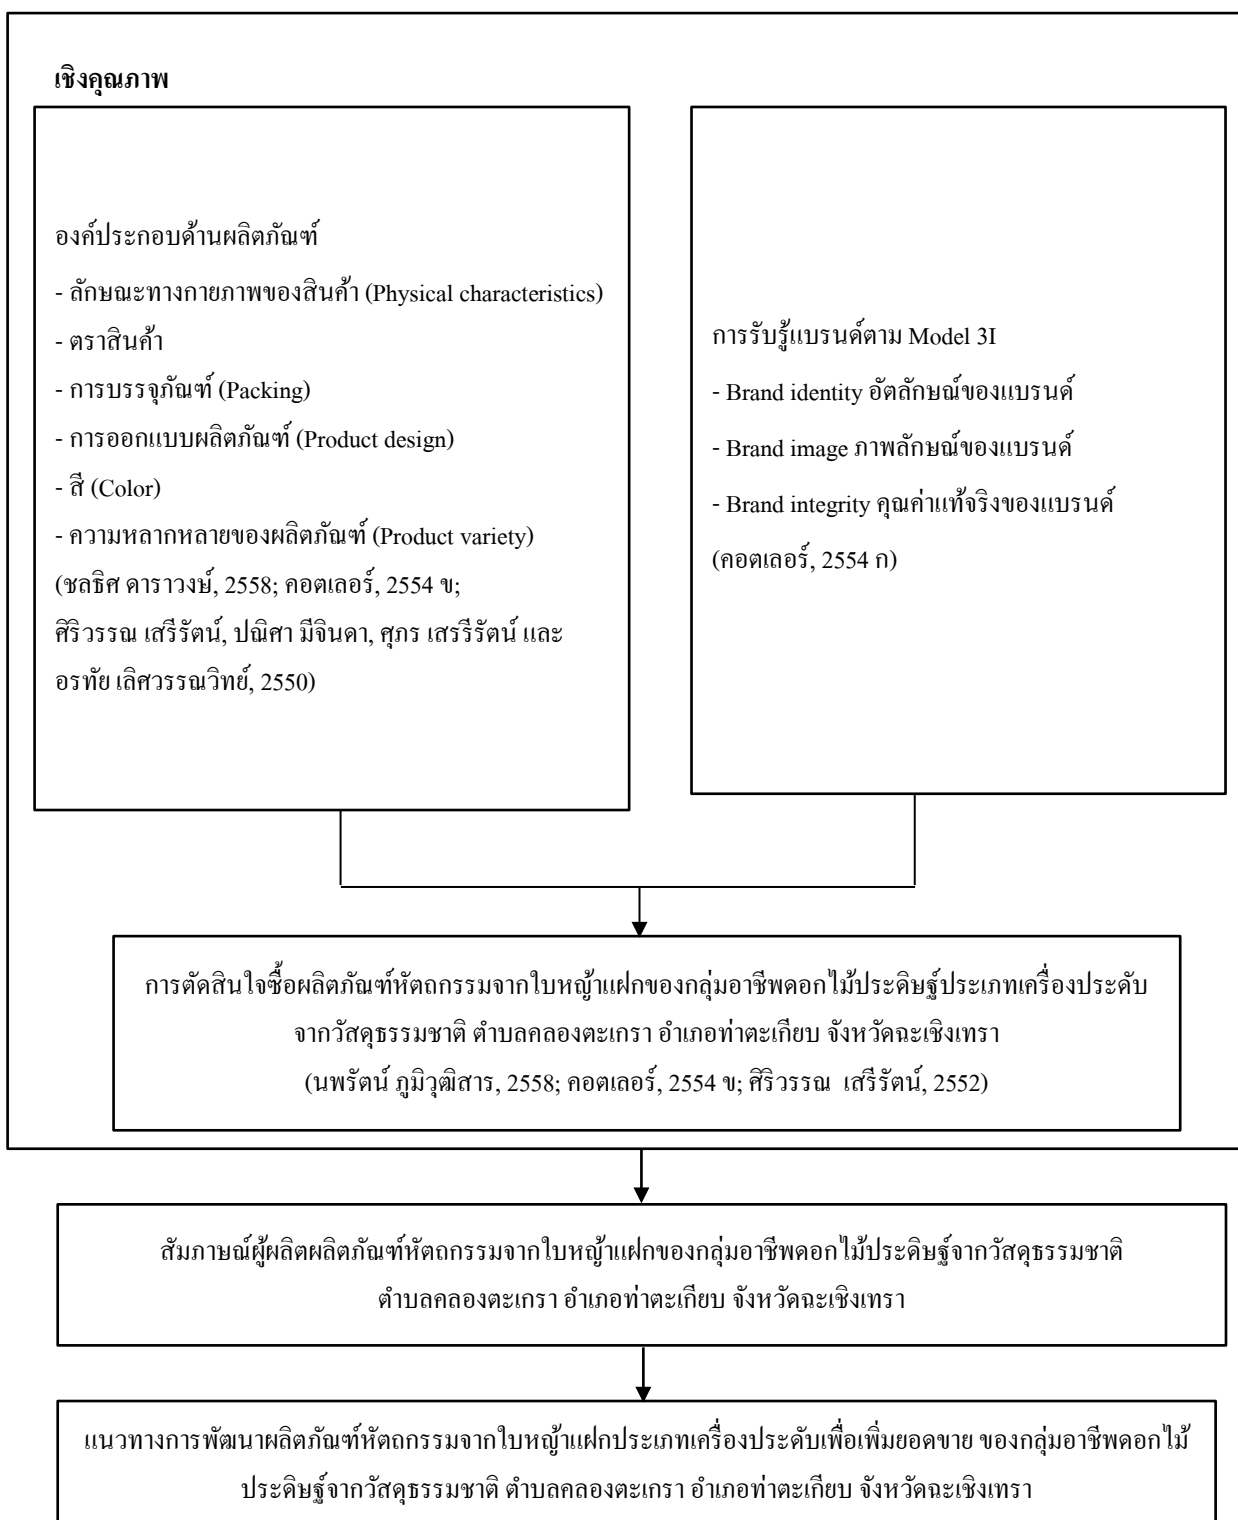 เชิงคุณภาพ
องค์ประกอบด้านผลิตภัณฑ์
- ลักษณะทางกายภาพของสินค้า (Physical characteristics)
- ตราสินค้า
- การบรรจุภัณฑ์ (Packing)
- การออกแบบผลิตภัณฑ์ (Product design)
- สี (Color)
- ความหลากหลายของผลิตภัณฑ์ (Product variety)
(ชลธิศ ดาราวงษ์, 2558; คอตเลอร์, 2554 ข;
ศิริวรรณ เสรีรัตน์, ปณิศา มีจินดา, ศุภร เสรรีรัตน์ และ
อรทัย เลิศวรรณวิทย์, 2550)
การรับรู้แบรนด์ตาม Model 3I
- Brand identity อัตลักษณ์ของแบรนด์
- Brand image ภาพลักษณ์ของแบรนด์
- Brand integrity คุณค่าแท้จริงของแบรนด์
(คอตเลอร์, 2554 ก)
การตัดสินใจซื้อผลิตภัณฑ์หัตถกรรมจากใบหญ้าแฝกของกลุ่มอาชีพดอกไม้ประดิษฐ์ประเภทเครื่องประดับ
จากวัสดุธรรมชาติ ตำบลคลองตะเกรา อำเภอท่าตะเกียบ จังหวัดฉะเชิงเทรา
(นพรัตน์ ภูมิวุฒิสาร, 2558; คอตเลอร์, 2554 ข; ศิริวรรณ เสรีรัตน์, 2552)
สัมภาษณ์ผู้ผลิตผลิตภัณฑ์หัตถกรรมจากใบหญ้าแฝกของกลุ่มอาชีพดอกไม้ประดิษฐ์จากวัสดุธรรมชาติ
ตำบลคลองตะเกรา อำเภอท่าตะเกียบ จังหวัดฉะเชิงเทรา
แนวทางการพัฒนาผลิตภัณฑ์หัตถกรรมจากใบหญ้าแฝกประเภทเครื่องประดับเพื่อเพิ่มยอดขาย ของกลุ่มอาชีพดอกไม้
ประดิษฐ์จากวัสดุธรรมชาติ ตำบลคลองตะเกรา อำเภอท่าตะเกียบ จังหวัดฉะเชิงเทรา